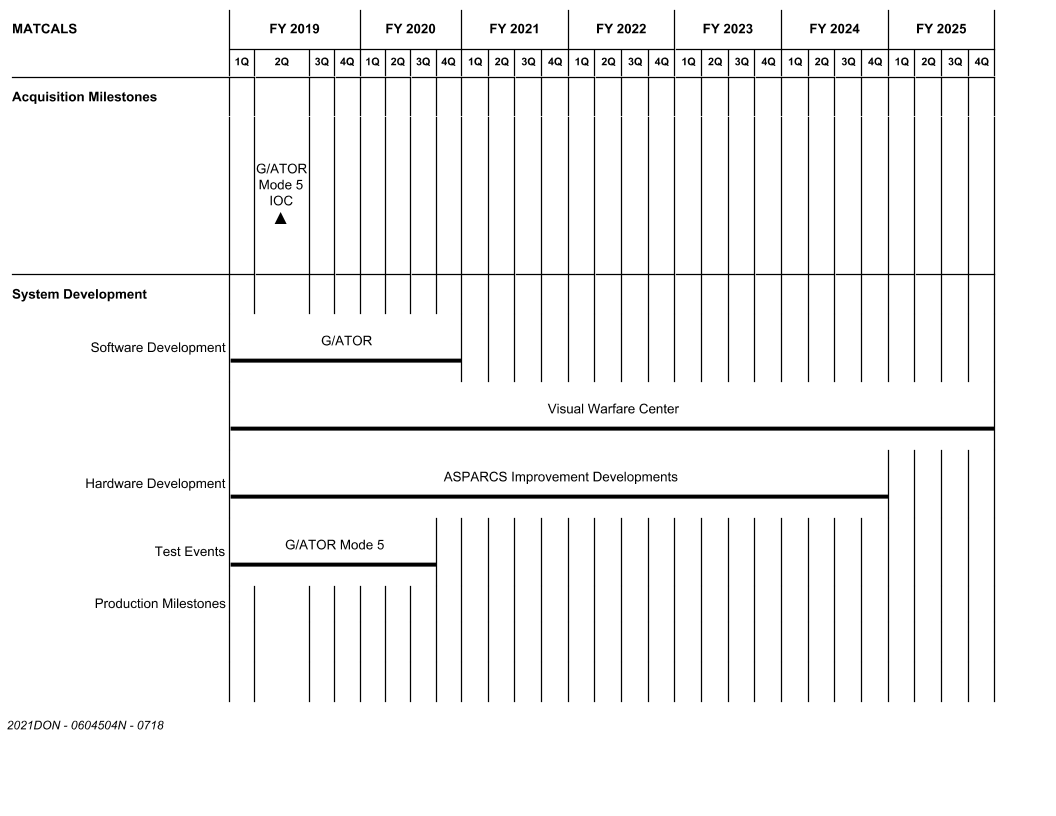 MATCALS FY 2019 FY 2020 FY 2021 FY 2022 FY 2023 FY 2024 FY 2025
1Q 2Q 3Q 4Q 1Q 2Q 3Q 4Q 1Q 2Q 3Q 4Q 1Q 2Q 3Q 4Q 1Q 2Q 3Q 4Q 1Q 2Q 3Q 4Q 1Q 2Q 3Q 4Q
Acquisition Milestones
G/ATOR
Mode 5
IOC
System Development
Software Development G/ATOR
Visual Warfare Center
Hardware Development ASPARCS Improvement Developments
Test Events G/ATOR Mode 5
Production Milestones
2021DON - 0604504N - 0718